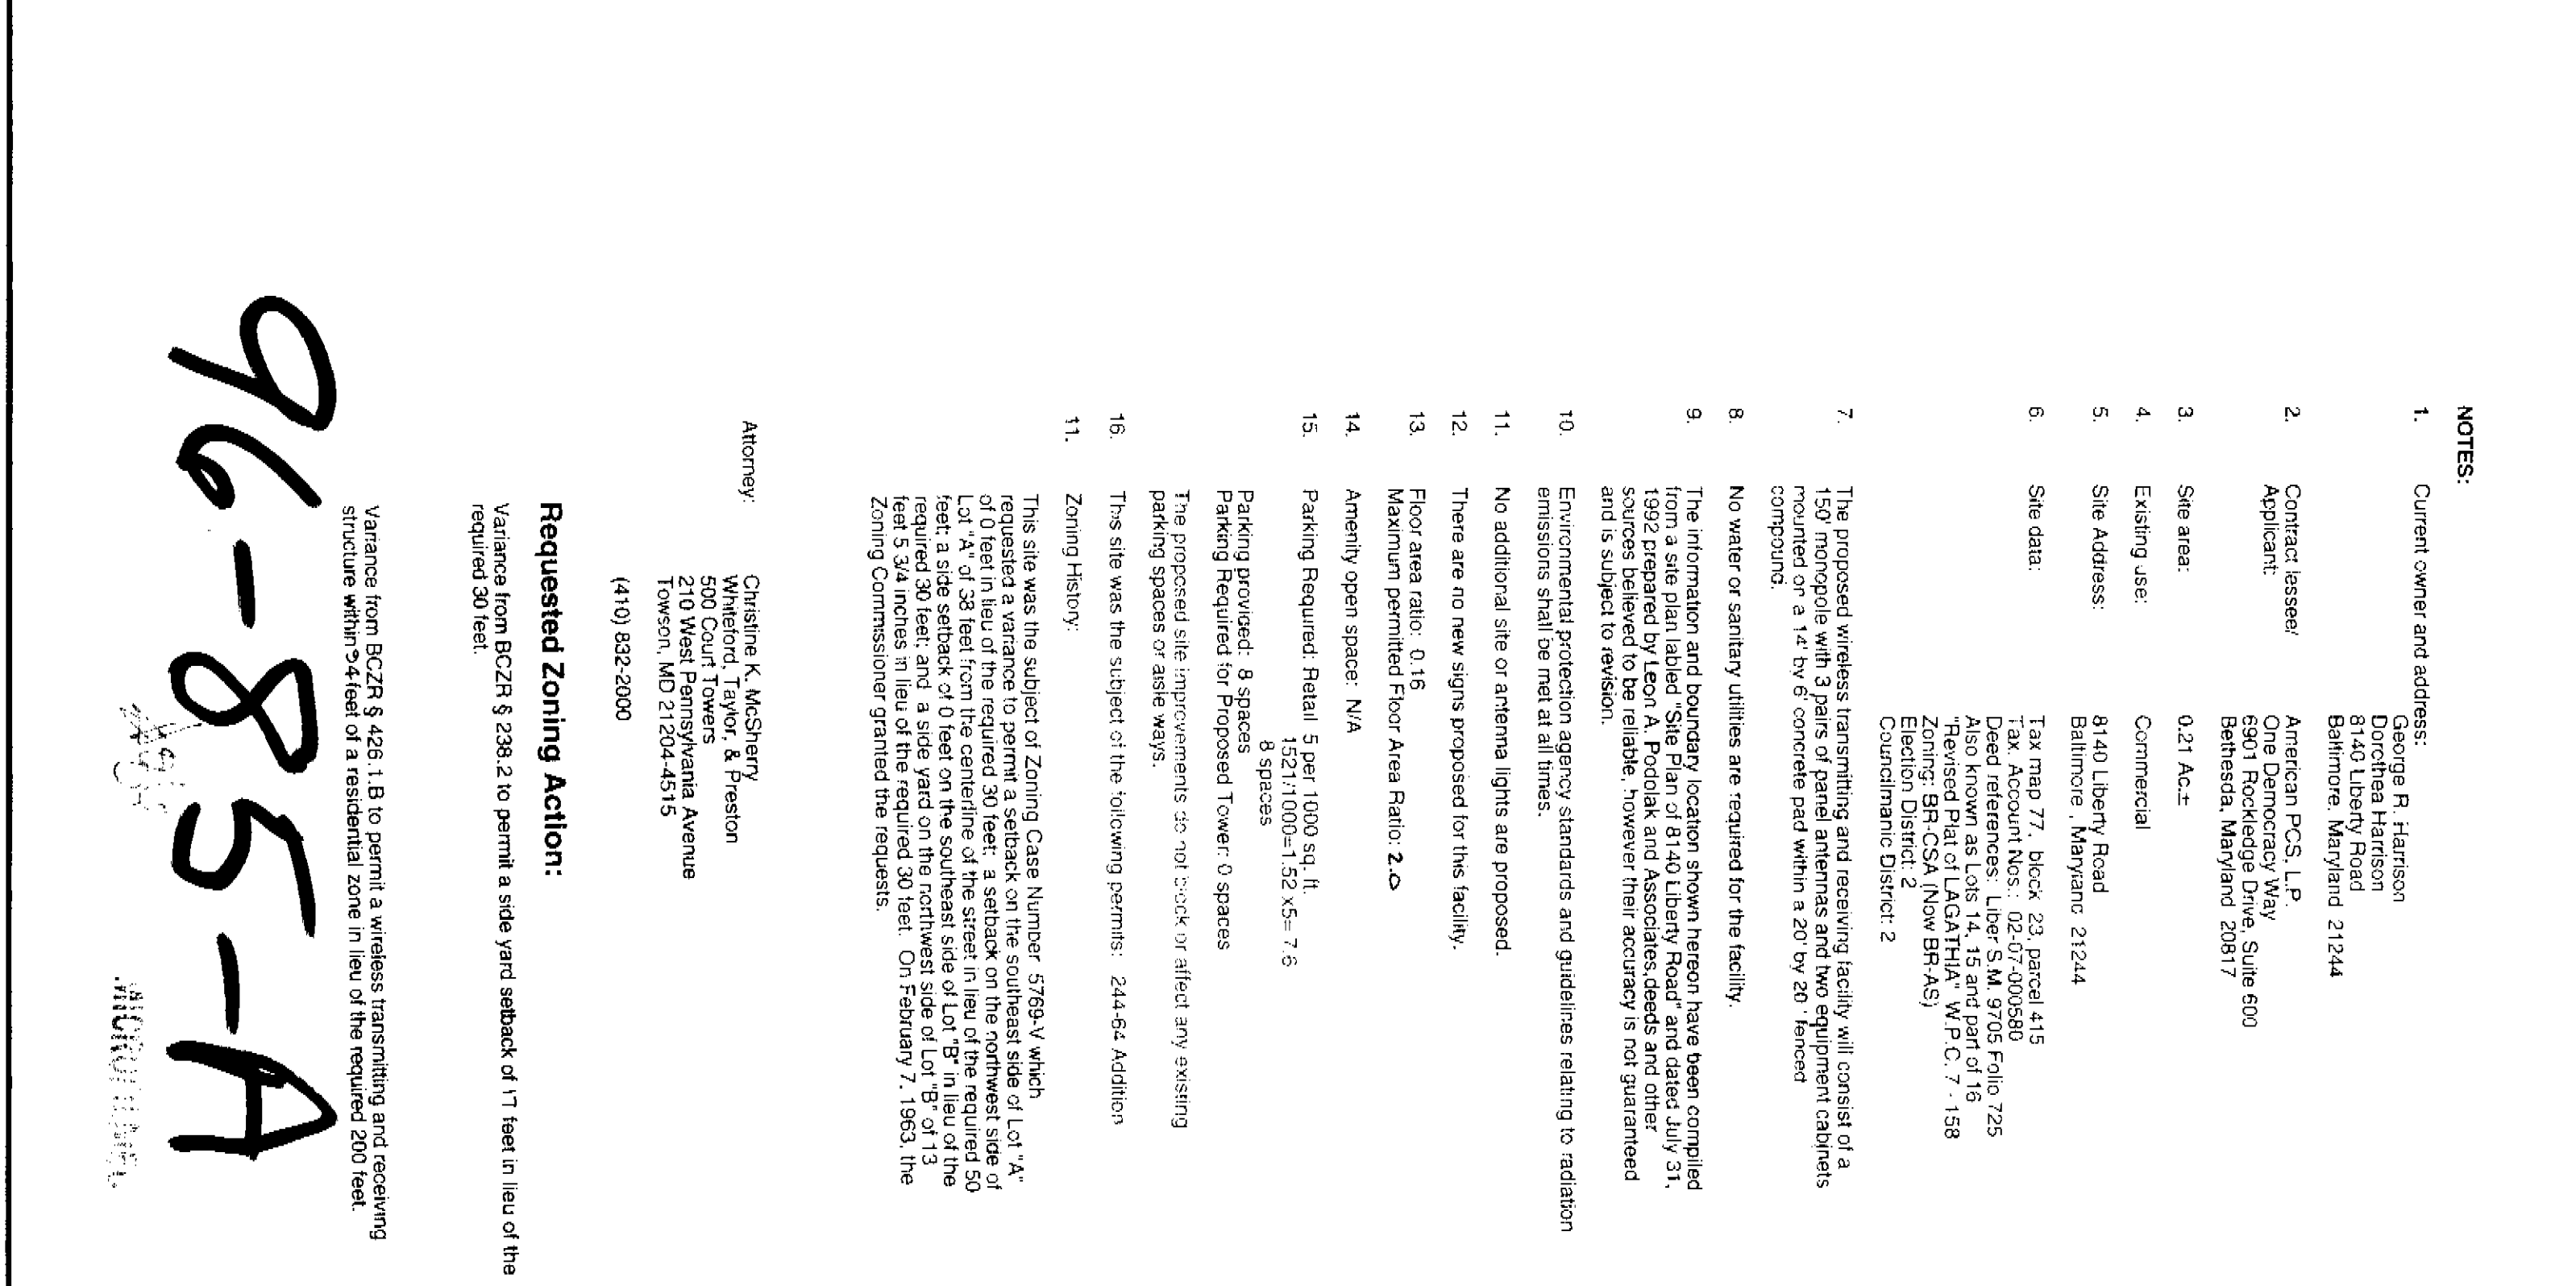 NOTES:
1. Current owner and address:
George R. Harrison
Dorothea Harrison
8140 Liberty Road
Baltimore, Maryland 21244
2. Contract lessee/
Applicant:
American PCS, L.P.
One Democracy Way
6901 Rockledge Drive, Suite 600
Bethesda, Maryland 20817
3. Site area: 0.21 Ac.±
4. Existing use: Commercial
5. Site Address: 8140 Liberty Road
Baltimore, Maryland 21244
6. Site data: Tax map 77, block 23, parcel 415
Tax. Account Nos.: 02-07-000580
Deed references: Liber S.M. 9705 Folio 725
Also known as Lots 14, 15 and part of 16
"Revised Plat of LAGATHIA" W.P.C. 7 - 158
Zoning: BR-CSA (Now BR-AS)
Election District: 2
Councilmanic District: 2
7. The proposed wireless transmitting and receiving facility will consist of a
150' monopole with 3 pairs of panel antennas and two equipment cabinets
mounted on a 14' by 6' concrete pad within a 20' by 20' fenced
compound.
8. No water or sanitary utilities are required for the facility.
9. The information and boundary location shown hereon have been compiled
from a site plan labled "Site Plan of 8140 Liberty Road" and dated July 31,
1992 prepared by Leon A. Podolak and Associates,deeds and other
sources believed to be reliable, however their accuracy is not guaranteed
and is subject to revision.
10. Environmental protection agency standards and guidelines relating to radiation
emissions shall be met at all times.
11. No additional site or antenna lights are proposed.
12. There are no new signs proposed for this facility.
13. Floor area ratio: 0.16
Maximum permitted Floor Area Ratio: 2.0
14. Amenity open space: N/A
15. Parking Required: Retail 5 per 1000 sq. ft.
1521/1000=1.52 x5= 7.6
8 spaces
Parking provided: 8 spaces
Parking Required for Proposed Tower: 0 spaces
The proposed site improvements do not block or affect any existing
parking spaces or aisle ways.
16. This site was the subject of the following permits: 244-64 Addition
11. Zoning History:
This site was the subject of Zoning Case Number 5769-V which
requested a variance to permit a setback on the southeast side of Lot "A"
of 0 feet in lieu of the required 30 feet; a setback on the northwest side of
Lot "A" of 38 feet from the centerline of the street in lieu of the required 50
feet; a side setback of 0 feet on the southeast side of Lot "B" in lieu of the
required 30 feet; and a side yard on the northwest side of Lot "B" of 13
feet 5 3/4 inches in lieu of the required 30 feet. On February 7, 1963, the
Zoning Commissioner granted the requests.
Attorney: Christine K. McSherry
Whiteford, Taylor, & Preston
500 Court Towers
210 West Pennsylvania Avenue
Towson, MD 21204-4515
(410) 832-2000
Requested Zoning Action:
Variance from BCZR § 238.2 to permit a side yard setback of 17 feet in lieu of the
required 30 feet.
Variance from BCZR § 426.1.B to permit a wireless transmitting and receiving
structure within feet of a residential zone in lieu of the required 200 feet.
96-85-A